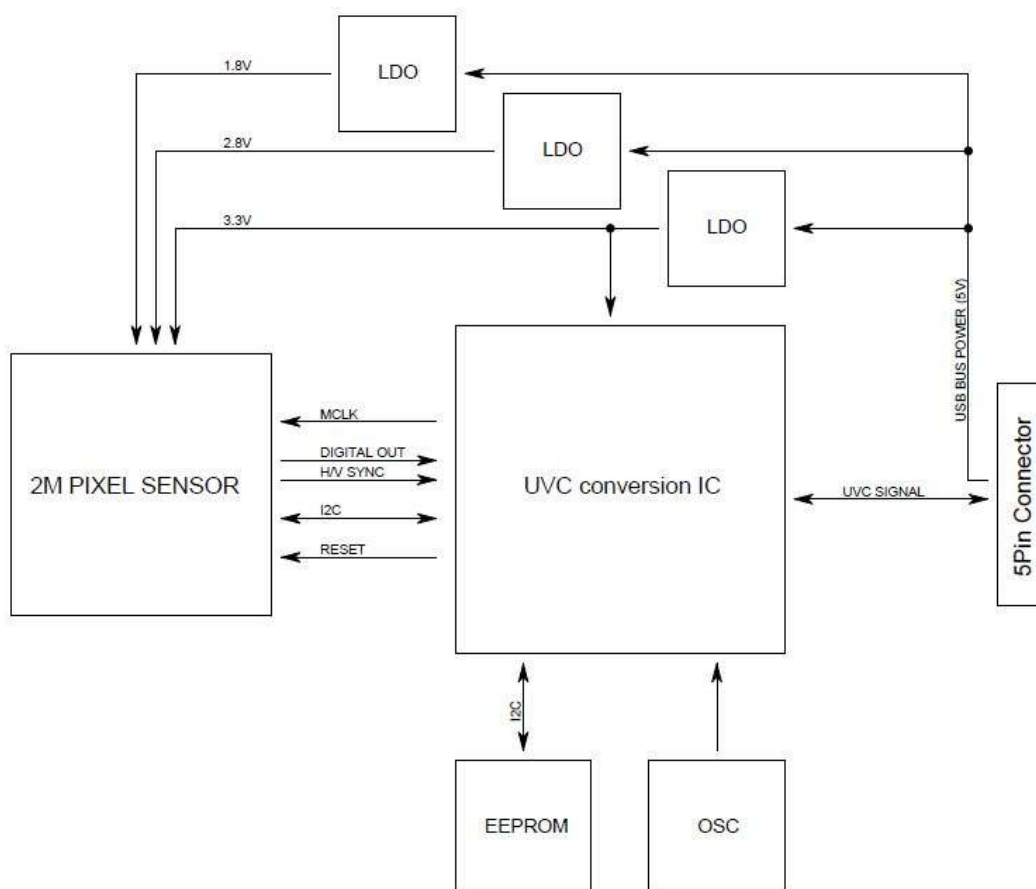 1.8V
LDO
2.8V
LDO
3.3V
LDO
USB BUS POWER (5V)
2M PIXEL SENSOR
MCLK
DIGITAL OUT
H/V SYNC
I2C
RESET
UVC conversion IC
UVC SIGNAL
5Pin Connector
I2C
EEPROM
OSC